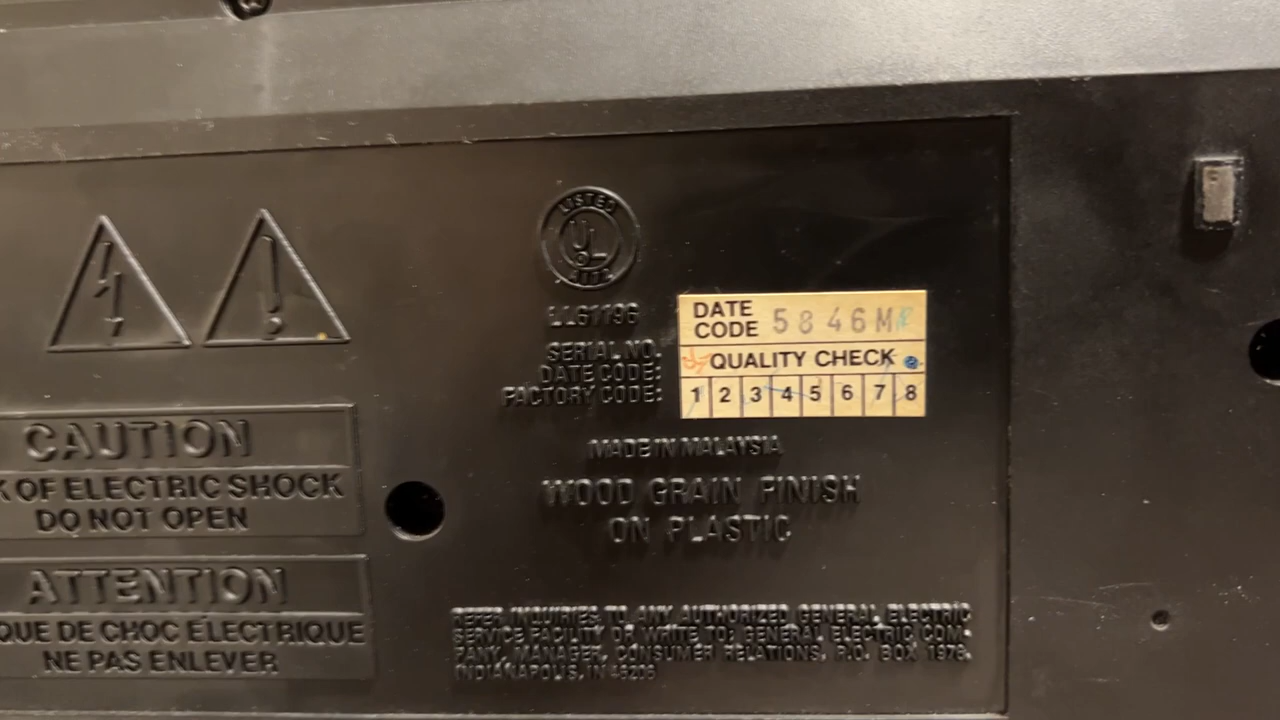 CAUTION
OF ELECTRIC SHOCK
DO NOT OPEN
ATTENTION
QUE DE CHOC ÉLECTRIQUE
NE PAS ENLEVER
LISTED
UL
LL61196
SERIAL NO.
DATE CODE:
FACTORY CODE:
DATE
CODE 5846M
QUALITY CHECK
1 2 3 4 5 6 7 8
MADE IN MALAYSIA
WOOD GRAIN FINISH
ON PLASTIC
REFER INQUIRIES TO ANY AUTHORIZED GENERAL ELECTRIC
SERVICE FACILITY OR WRITE TO: GENERAL ELECTRIC COM-
PANY, MANAGER, CONSUMER RELATIONS, P.O. BOX 1976,
INDIANAPOLIS, IN 46206